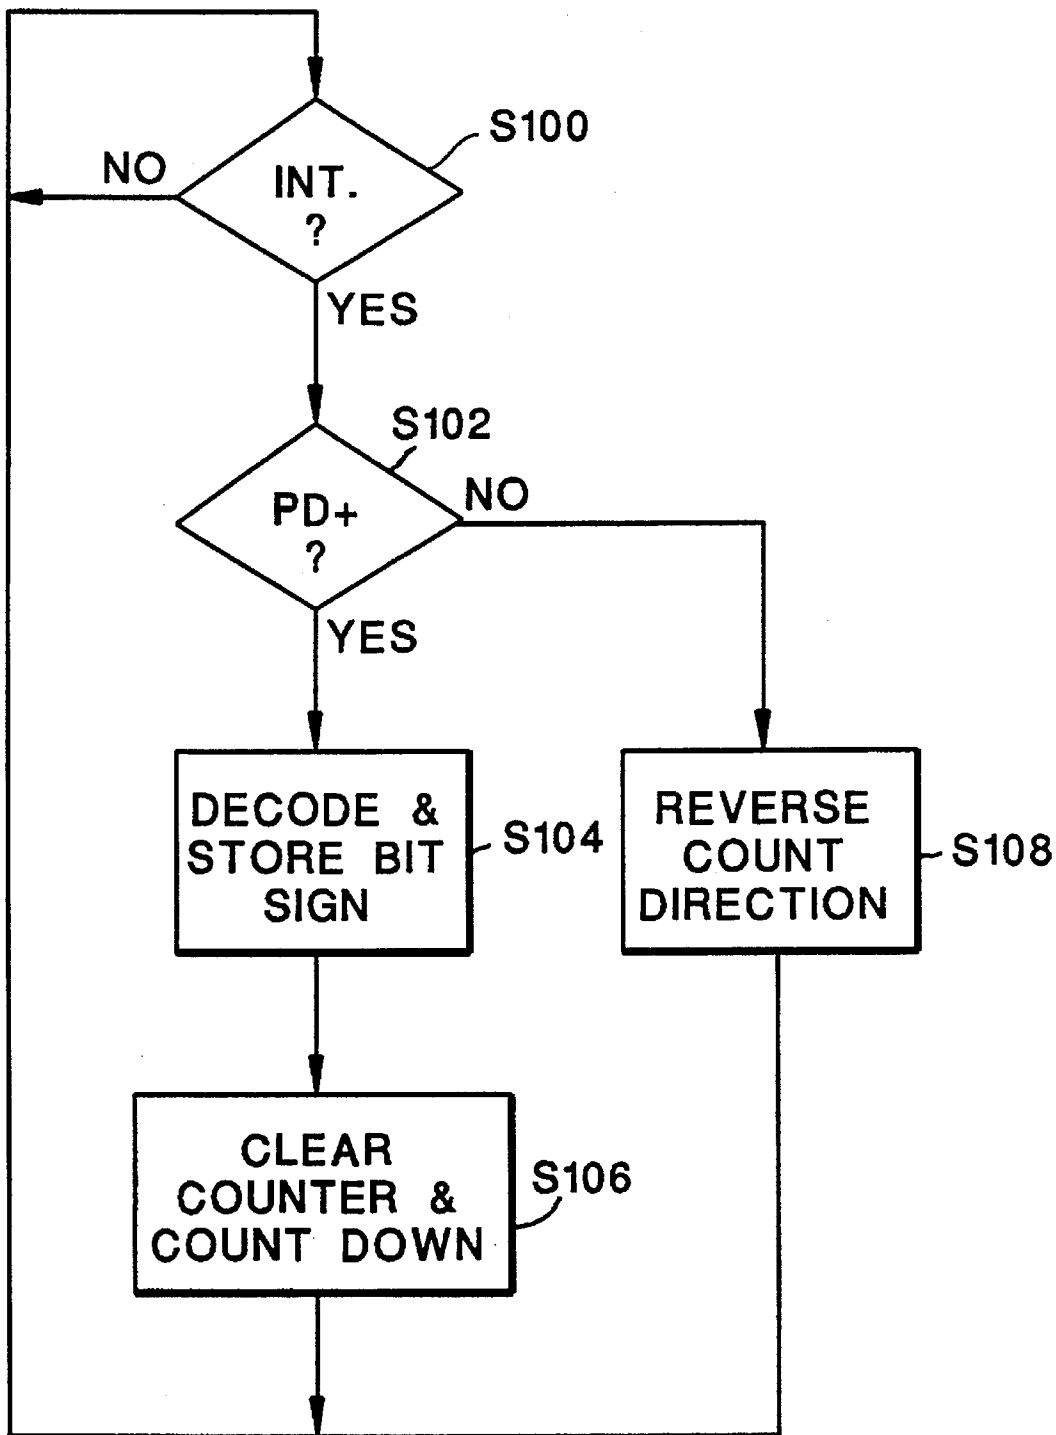 S100
NO
INT.
?
YES
S102
NO
PD+
?
YES
DECODE &
STORE BIT
SIGN
S104
REVERSE
COUNT
DIRECTION
S108
CLEAR
COUNTER &
COUNT DOWN
S106